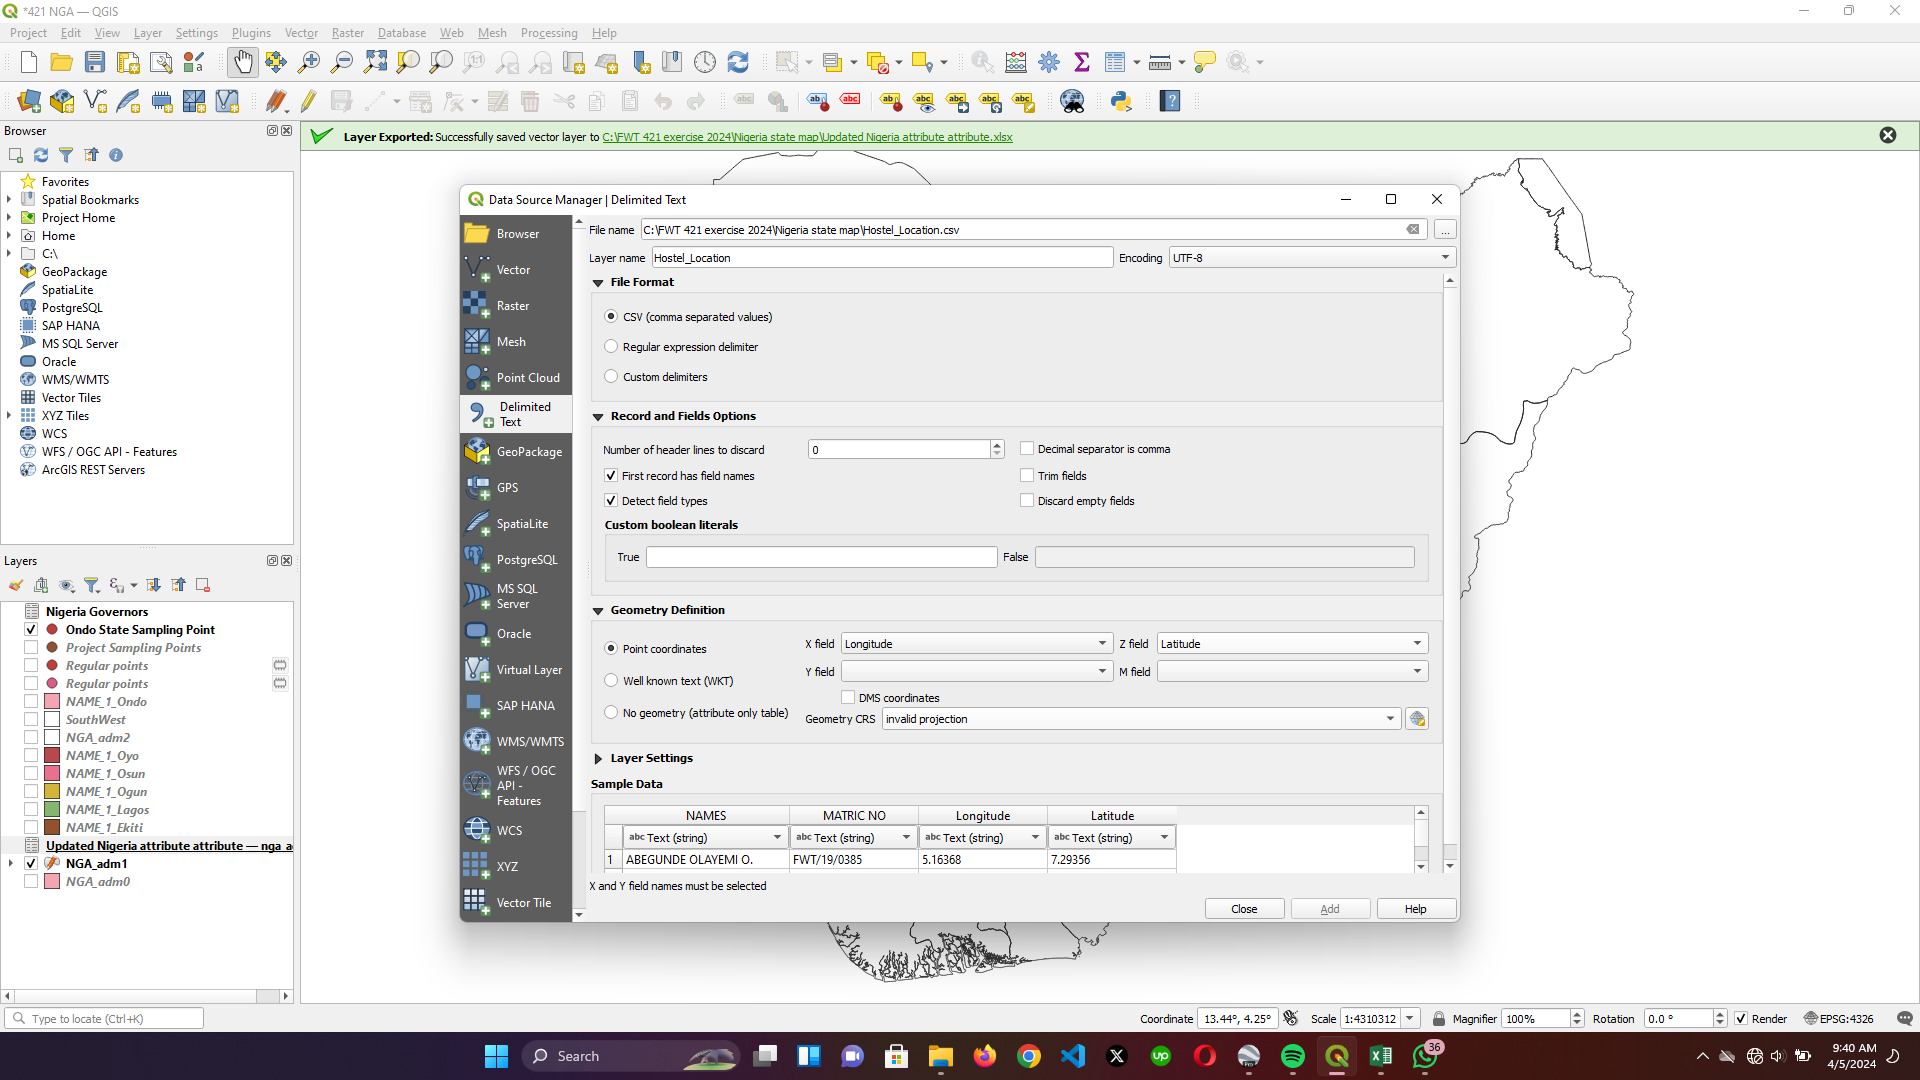 *421 NGA — QGIS
Project Edit View Layer Settings Plugins Vector Raster Database Web Mesh Processing Help
Browser
Layer Exported: Successfully saved vector layer to C:\FWT 421 exercise 2024\Nigeria state map\Updated Nigeria attribute attribute.xlsx
Favorites
Spatial Bookmarks
Project Home
Home
C:\
GeoPackage
SpatiaLite
PostgreSQL
SAP HANA
MS SQL Server
Oracle
WMS/WMTS
Vector Tiles
XYZ Tiles
WCS
WFS / OGC API - Features
ArcGIS REST Servers
Layers
Nigeria Governors
Ondo State Sampling Point
Project Sampling Points
Regular points
Regular points
NAME_1_Ondo
SouthWest
NGA_adm2
NAME_1_Oyo
NAME_1_Osun
NAME_1_Ogun
NAME_1_Lagos
NAME_1_Ekiti
Updated Nigeria attribute attribute — nga_a
NGA_adm1
NGA_adm0
Data Source Manager | Delimited Text
Browser
Vector
Raster
Mesh
Point Cloud
Delimited
Text
GeoPackage
GPS
SpatiaLite
PostgreSQL
MS SQL
Server
Oracle
Virtual Layer
SAP HANA
WMS/WMTS
WFS / OGC
API -
Features
WCS
XYZ
Vector Tile
File name C:\FWT 421 exercise 2024\Nigeria state map\Hostel_Location.csv ...
Layer name Hostel_Location Encoding UTF-8
File Format
CSV (comma separated values)
Regular expression delimiter
Custom delimiters
Record and Fields Options
Number of header lines to discard 0 Decimal separator is comma
First record has field names Trim fields
Detect field types Discard empty fields
Custom boolean literals
True False
Geometry Definition
Point coordinates X field Longitude Z field Latitude
Y field M field
Well known text (WKT)
DMS coordinates
No geometry (attribute only table)
Geometry CRS invalid projection
Layer Settings
Sample Data
NAMES MATRIC NO Longitude Latitude
abc Text (string) abc Text (string) abc Text (string) abc Text (string)
1 ABEGUNDE OLAYEMI O. FWT/19/0385 5.16368 7.29356
X and Y field names must be selected
Close Add Help
Type to locate (Ctrl+K) Coordinate 13.44°, 4.25° Scale 1:4310312 Magnifier 100% Rotation 0.0 ° Render EPSG:4326
Search
36
9:40 AM
4/5/2024